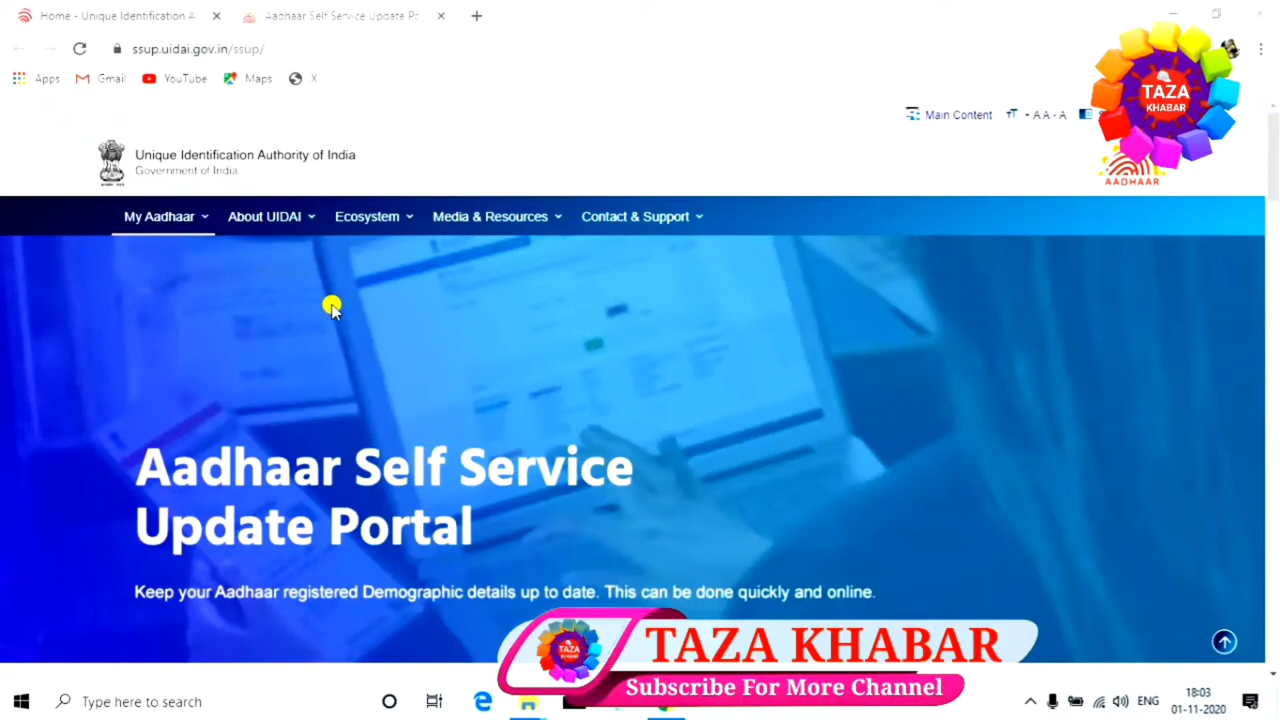 Home - Unique Identification A
Aadhaar Self Service Update Po
ssup.uidai.gov.in/ssup/
Apps
Gmail
YouTube
Maps
X
TAZA
KHABAR
Main Content
+ A A - A
Unique Identification Authority of India
Government of India
AADHAAR
My Aadhaar
About UIDAI
Ecosystem
Media & Resources
Contact & Support
Aadhaar Self Service
Update Portal
Keep your Aadhaar registered Demographic details up to date. This can be done quickly and online.
TAZA
KHABAR
TAZA KHABAR
Subscribe For More Channel
Type here to search
ENG
18:03
01-11-2020